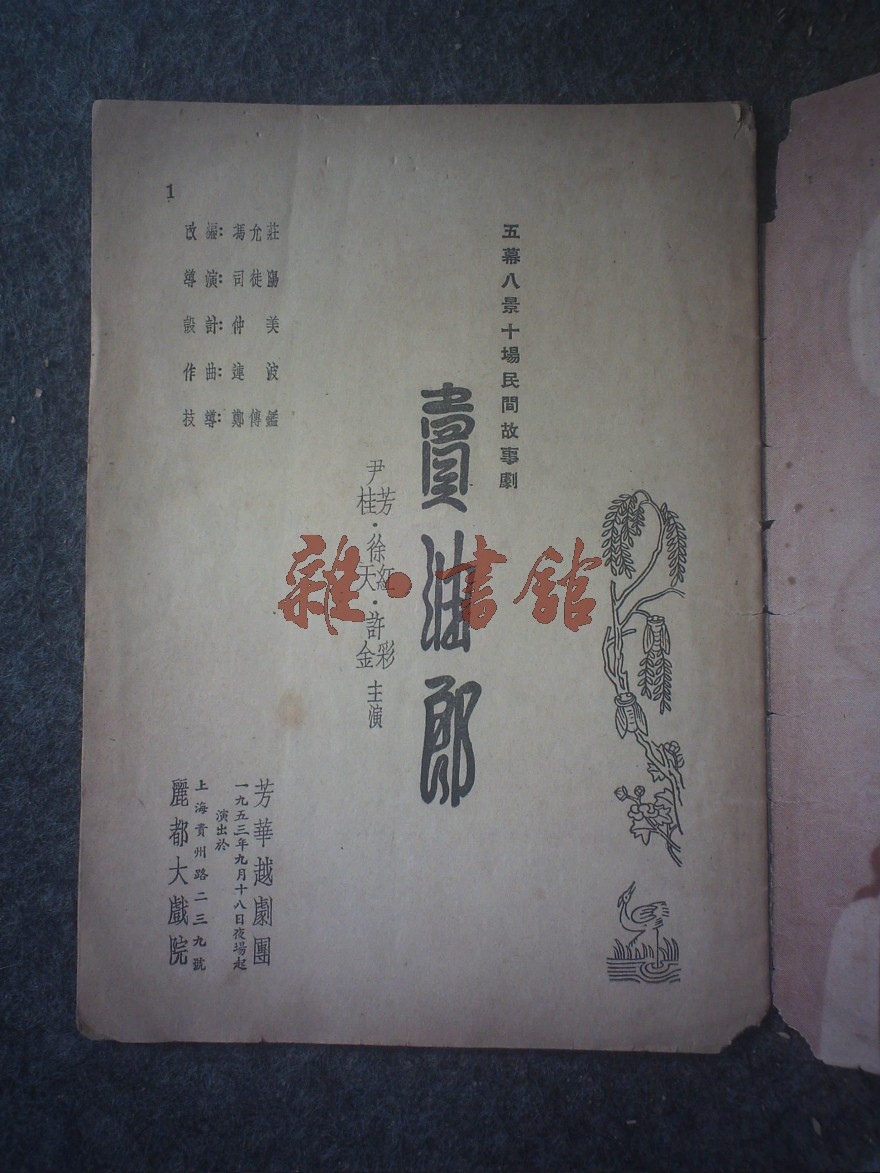 五幕八景十場民間故事劇
賣油郎
尹桂芳·徐天紅·許金彩 主演
1
改編：馮允莊
導演：司徒陽
設計：仲美
作曲：連波
技導：鄭傳鑑
芳華越劇團
一九五三年九月十八日夜場起
演出於
上海貴州路二三九號
麗都大戲院
雜·書館